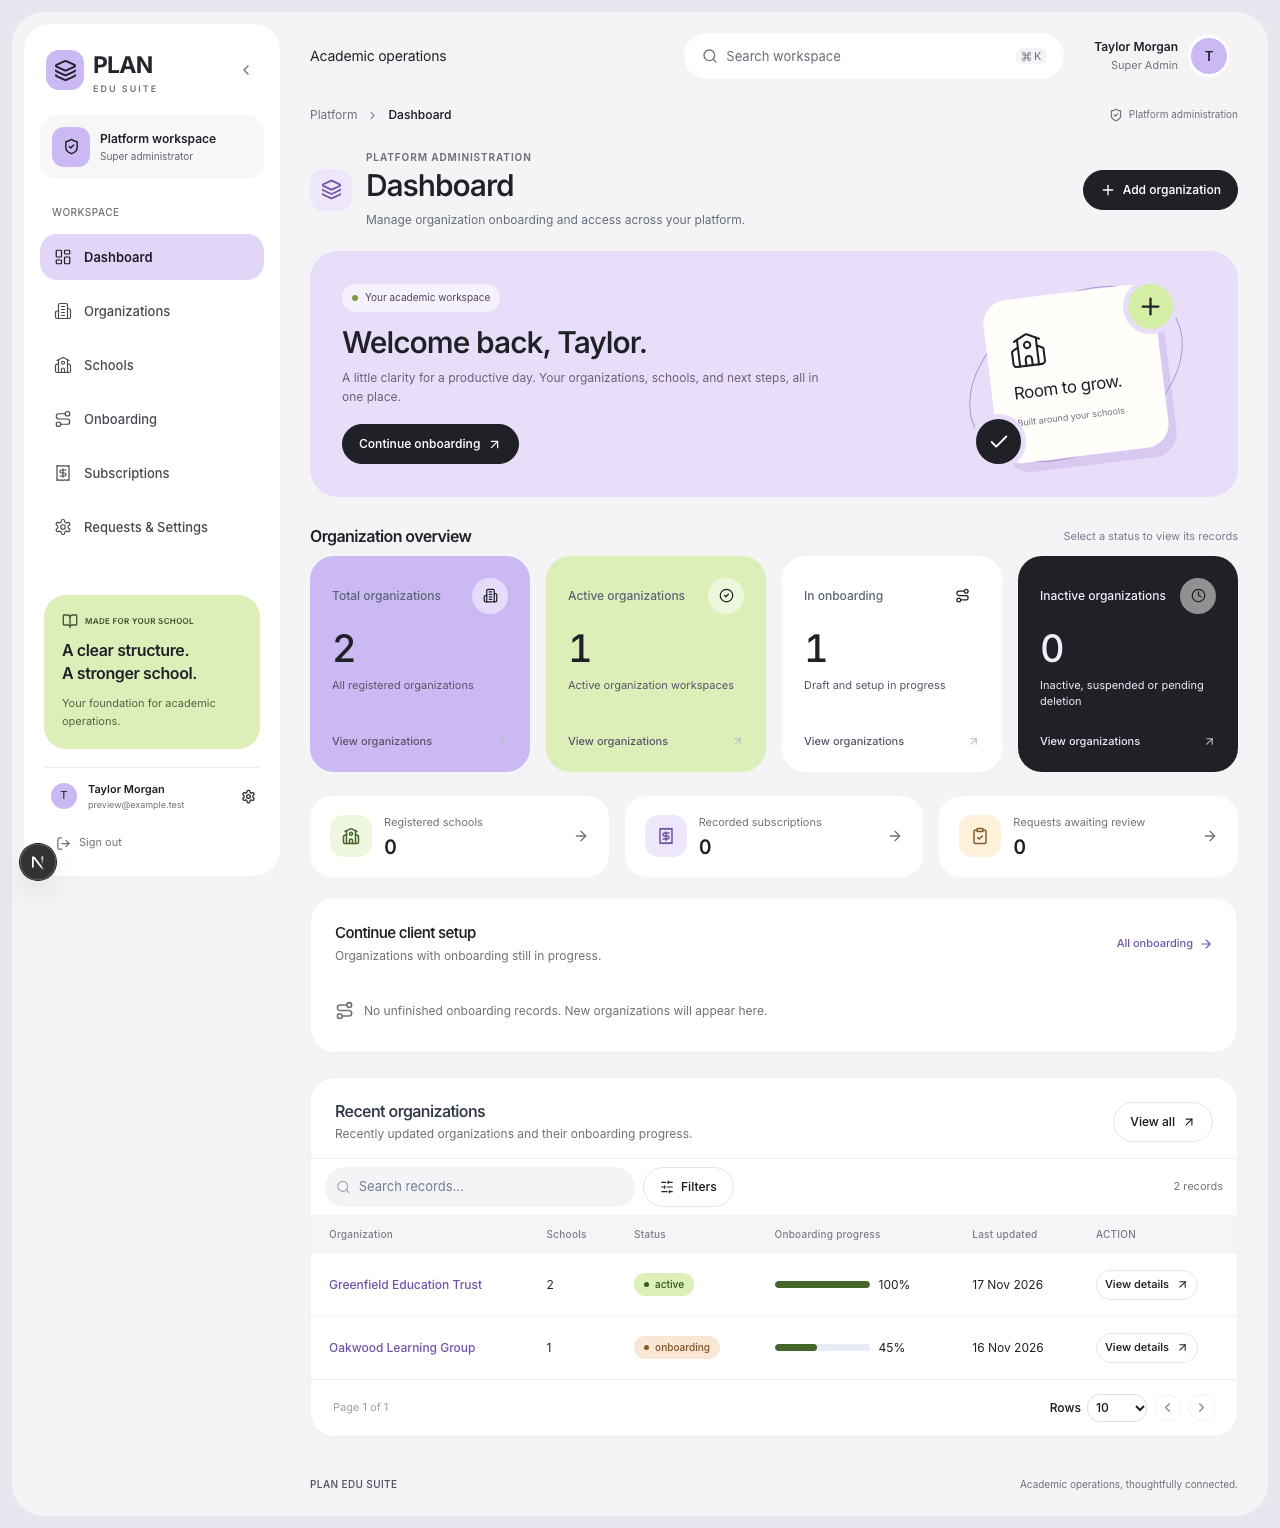 PLAN
EDU SUITE
Platform workspace
Super administrator
WORKSPACE
Dashboard
Organizations
Schools
Onboarding
Subscriptions
Requests & Settings
MADE FOR YOUR SCHOOL
A clear structure.
A stronger school.
Your foundation for academic
operations.
T
Taylor Morgan
preview@example.test
Sign out
N
Academic operations
Search workspace
⌘K
Taylor Morgan
Super Admin
T
Platform
Dashboard
Platform administration
PLATFORM ADMINISTRATION
Dashboard
Manage organization onboarding and access across your platform.
Add organization
Your academic workspace
Welcome back, Taylor.
A little clarity for a productive day. Your organizations, schools, and next steps, all in
one place.
Continue onboarding
Room to grow.
Built around your schools
Organization overview
Select a status to view its records
Total organizations
2
All registered organizations
View organizations
Active organizations
1
Active organization workspaces
View organizations
In onboarding
1
Draft and setup in progress
View organizations
Inactive organizations
0
Inactive, suspended or pending
deletion
View organizations
Registered schools
0
Recorded subscriptions
0
Requests awaiting review
0
Continue client setup
Organizations with onboarding still in progress.
All onboarding
No unfinished onboarding records. New organizations will appear here.
Recent organizations
Recently updated organizations and their onboarding progress.
View all
Search records...
Filters
2 records
Organization Schools Status Onboarding progress Last updated ACTION
Greenfield Education Trust 2 active 100% 17 Nov 2026 View details
Oakwood Learning Group 1 onboarding 45% 16 Nov 2026 View details
Page 1 of 1
Rows 10
PLAN EDU SUITE
Academic operations, thoughtfully connected.